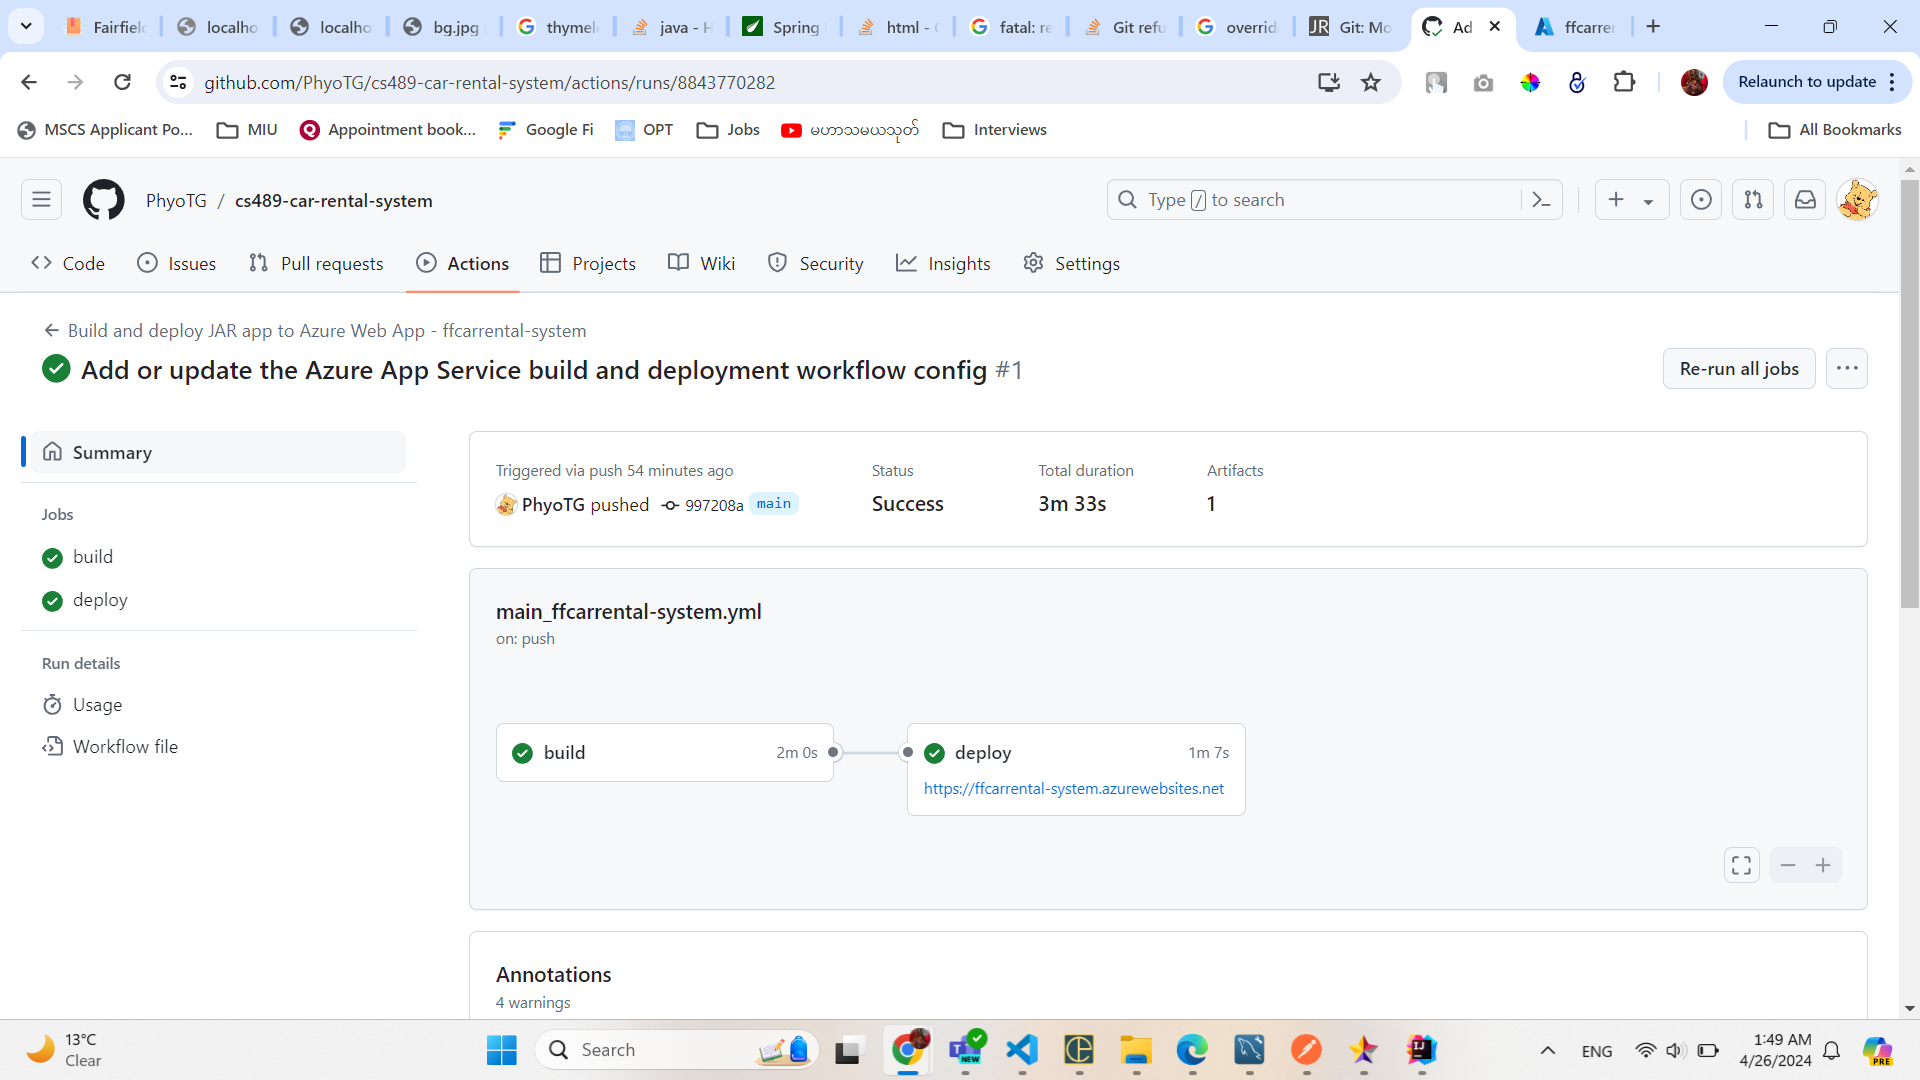 Fairfiel
localho
localho
bg.jpg
thymele
java - H
Spring
html - C
fatal: re
Git refu
overrid
JR
Git: Mo
Ad
ffcarrer
github.com/PhyoTG/cs489-car-rental-system/actions/runs/8843770282
Relaunch to update
MSCS Applicant Po...
MIU
Appointment book...
Google Fi
OPT
Jobs
မဟာသမယသုတ်
Interviews
All Bookmarks
PhyoTG / cs489-car-rental-system
Type / to search
Code
Issues
Pull requests
Actions
Projects
Wiki
Security
Insights
Settings
Build and deploy JAR app to Azure Web App - ffcarrental-system
Add or update the Azure App Service build and deployment workflow config #1
Re-run all jobs
Summary
Jobs
build
deploy
Run details
Usage
Workflow file
Triggered via push 54 minutes ago
PhyoTG pushed 997208a main
Status
Success
Total duration
3m 33s
Artifacts
1
main_ffcarrental-system.yml
on: push
build
2m 0s
deploy
1m 7s
https://ffcarrental-system.azurewebsites.net
Annotations
4 warnings
13°C
Clear
Search
NEW
ENG
1:49 AM
4/26/2024
PRE